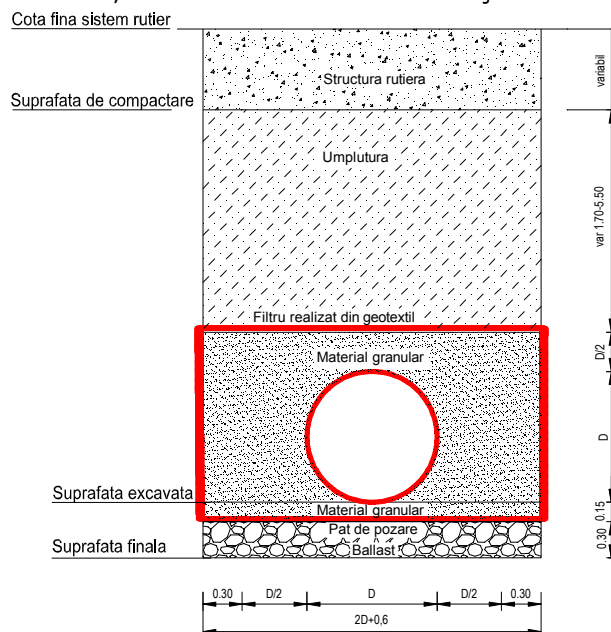 Cota fina sistem rutier
Structura rutiera
variabil
Suprafata de compactare
Umplutura
var 1.70-5.50
Filtru realizat din geotextil
Material granular
D/2
D
Suprafata excavata
Material granular
0.15
Pat de pozare
0.30
Suprafata finala
Ballast
0.30
D/2
D
D/2
0.30
2D+0,6